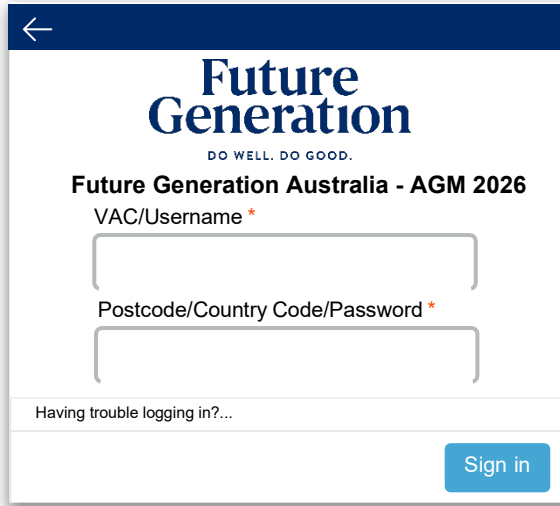 Future
Generation
DO WELL. DO GOOD.
Future Generation Australia - AGM 2026
VAC/Username *
Postcode/Country Code/Password *
Having trouble logging in?...
Sign in